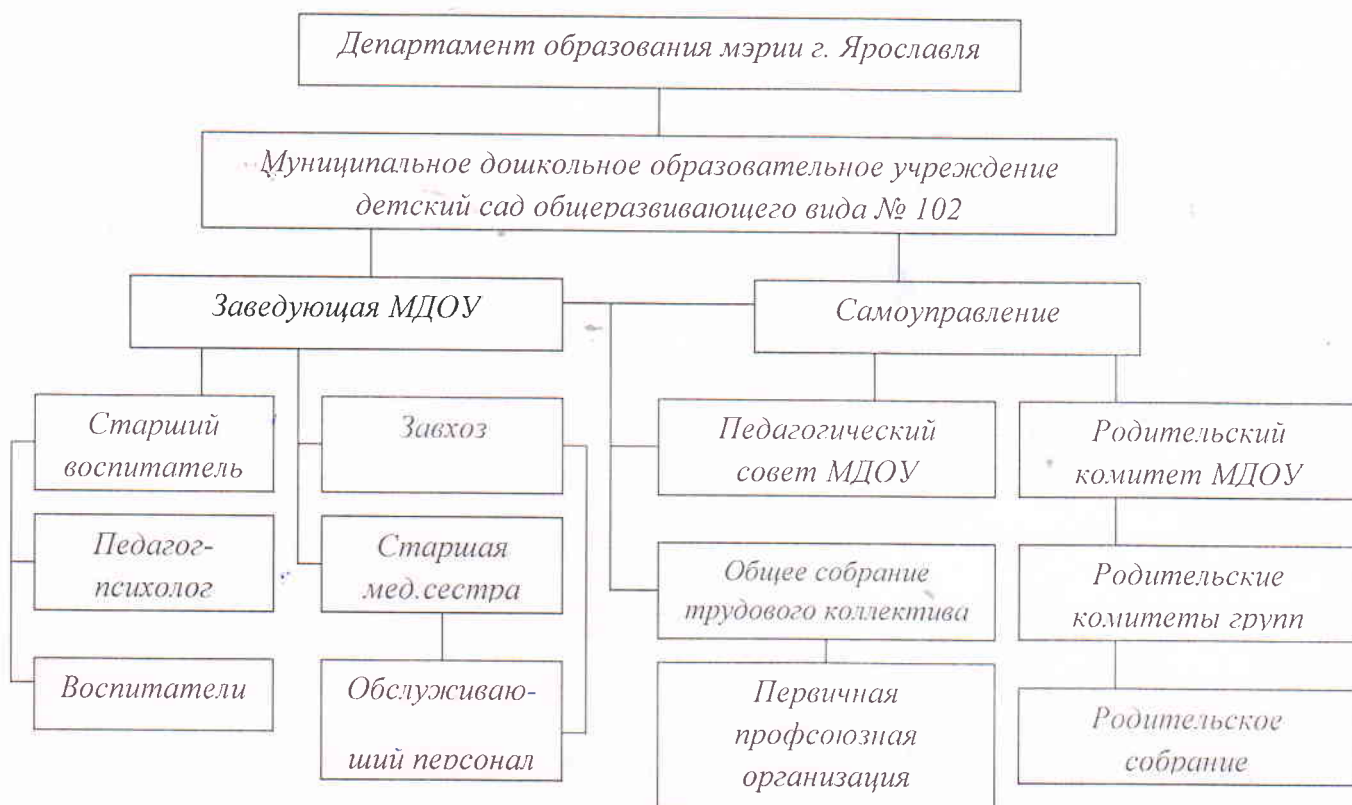 Департамент образования мэрии г. Ярославля
Муниципальное дошкольное образовательное учреждение
детский сад общеразвивающего вида № 102
Заведующая МДОУ
Самоуправление
Старший
воспитатель
Завхоз
Педагогический
совет МДОУ
Родительский
комитет МДОУ
Педагог-
психолог
Старшая
мед.сестра
Общее собрание
трудового коллектива
Родительские
комитеты групп
Воспитатели
Обслуживаю-
ший персонал
Первичная
профсоюзная
организация
Родительское
собрание